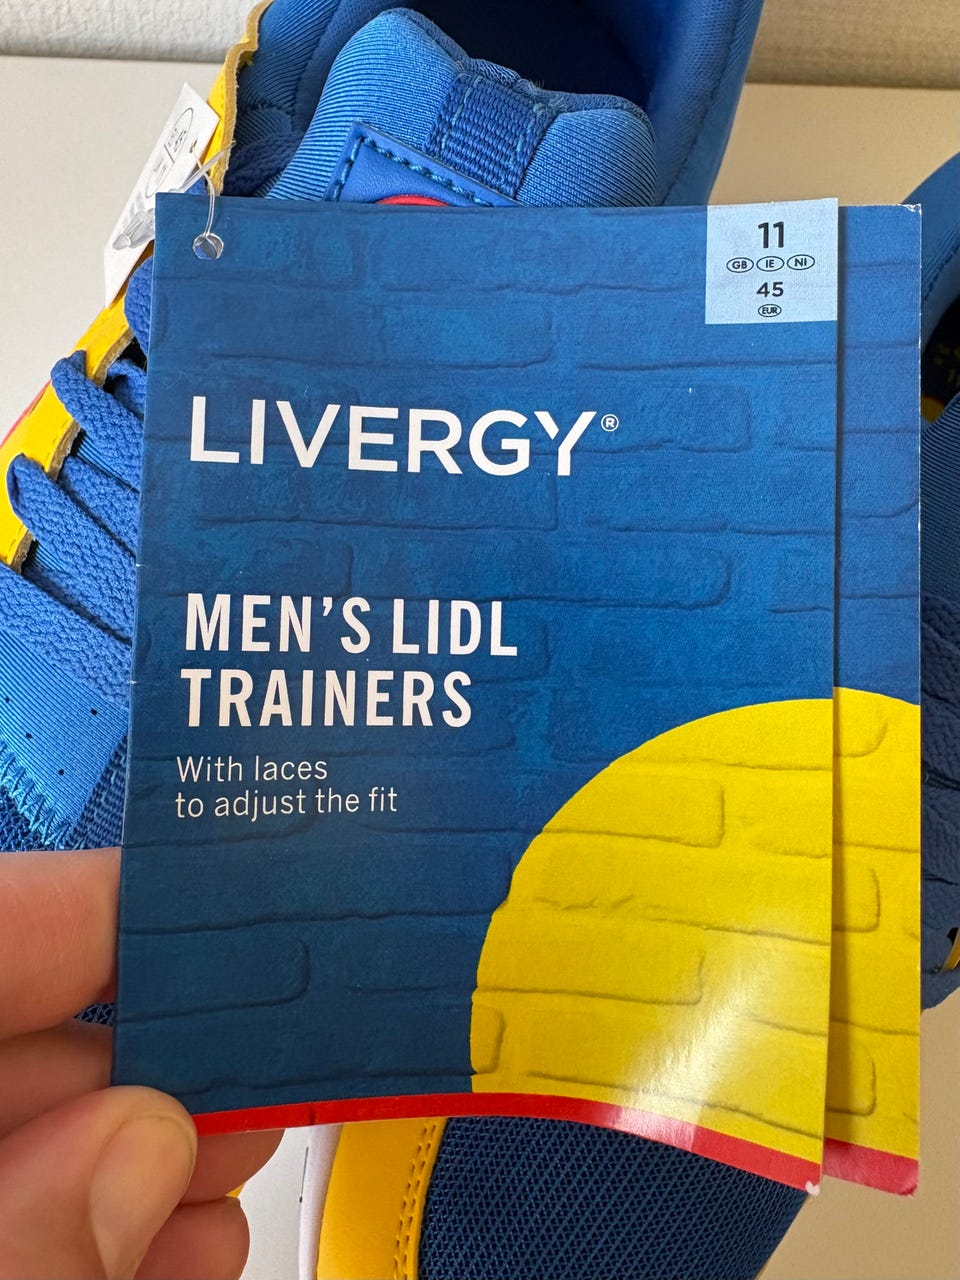 11
GB IE NI
45
EUR
LIVERGY®
MEN'S LIDL
TRAINERS
With laces
to adjust the fit